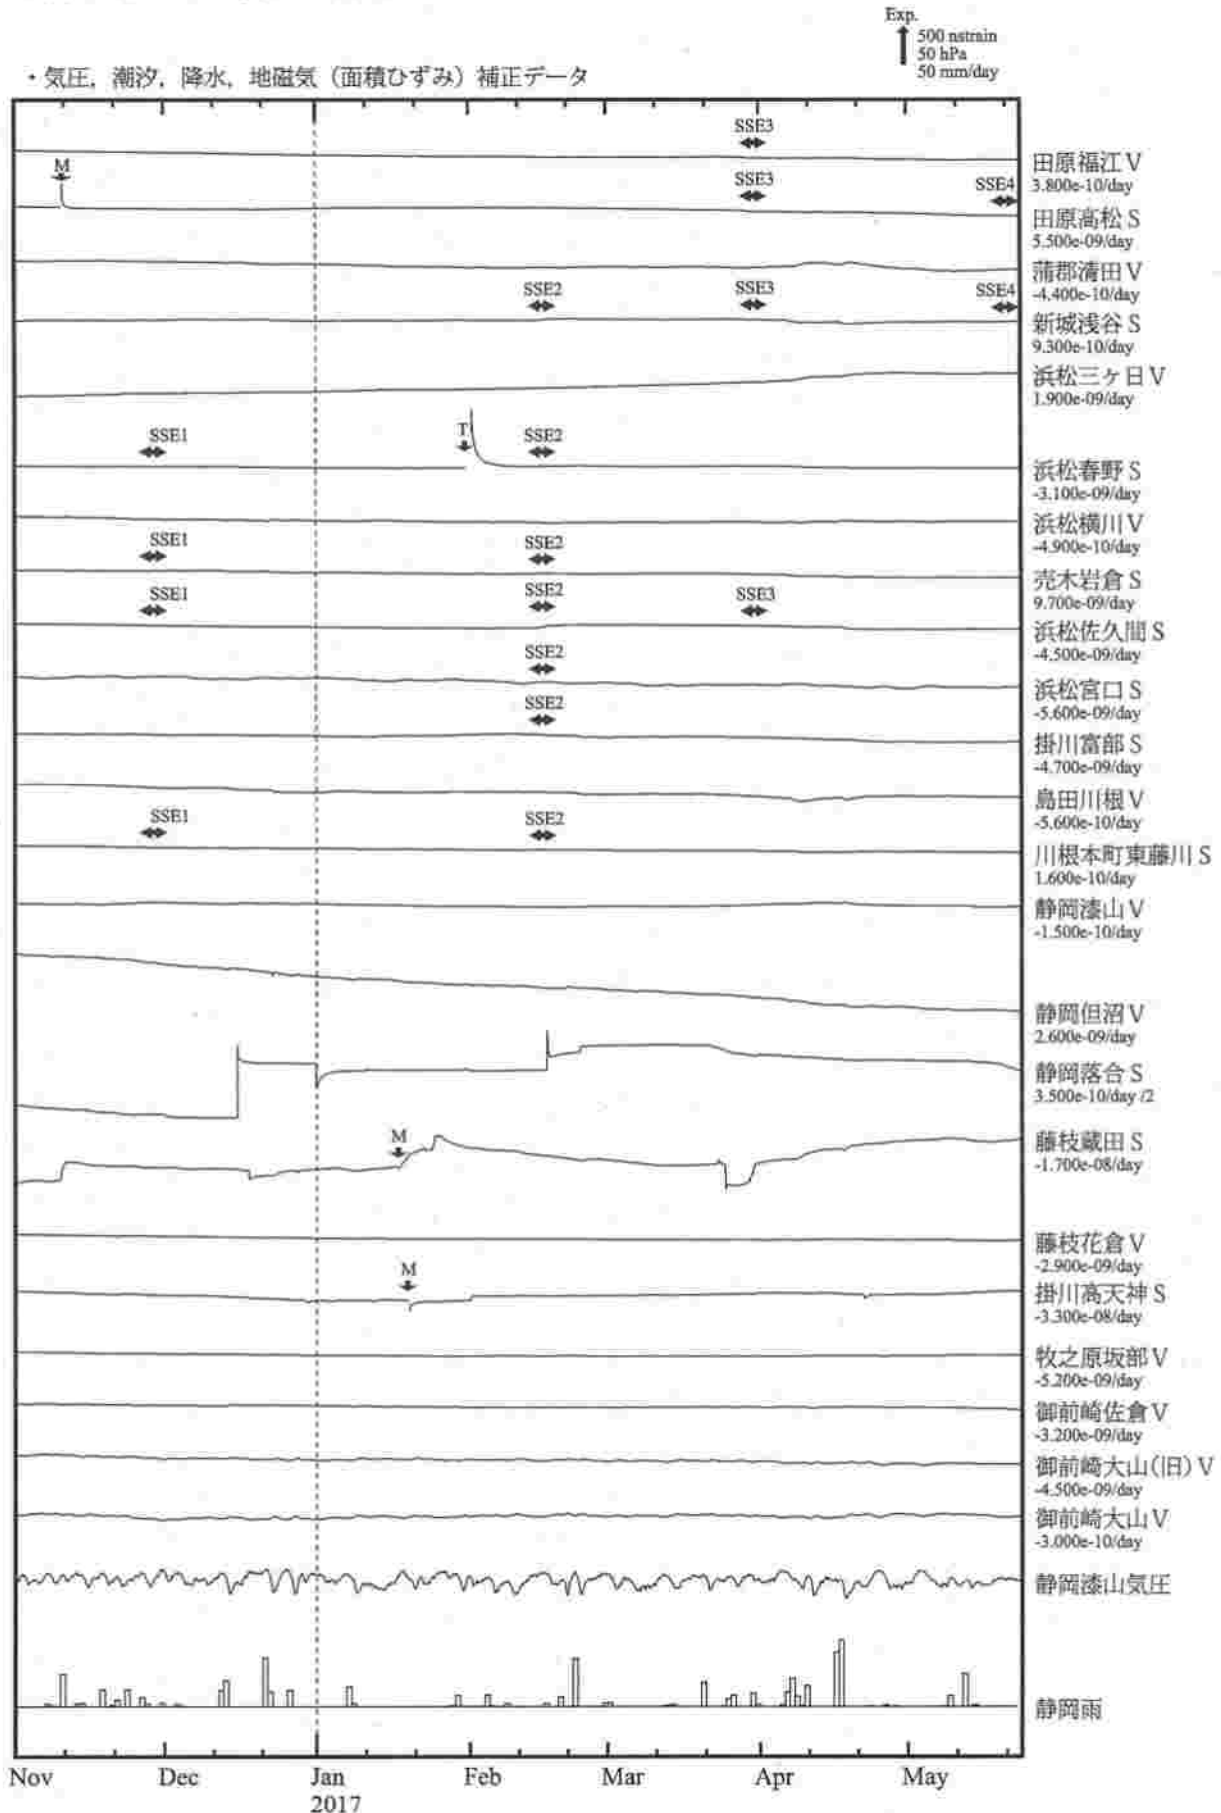 Exp.
500 nstrain
50 hPa
50 mm/day
・気圧，潮汐，降水，地磁気（面積ひずみ）補正データ
SSE3
田原福江 V
3.800e-10/day
M
SSE3
SSE4
田原高松 S
5.500e-09/day
蒲郡清田 V
-4.400e-10/day
SSE2
SSE3
SSE4
新城浅谷 S
9.300e-10/day
浜松三ヶ日 V
1.900e-09/day
SSE1
T
SSE2
浜松春野 S
-3.100e-09/day
浜松横川 V
-4.900e-10/day
SSE1
SSE2
売木岩倉 S
9.700e-09/day
SSE1
SSE2
SSE3
浜松佐久間 S
-4.500e-09/day
SSE2
浜松宮口 S
-5.600e-09/day
SSE2
掛川富部 S
-4.700e-09/day
島田川根 V
-5.600e-10/day
SSE1
SSE2
川根本町東藤川 S
1.600e-10/day
静岡漆山 V
-1.500e-10/day
静岡但沼 V
2.600e-09/day
静岡落合 S
3.500e-10/day /2
M
藤枝蔵田 S
-1.700e-08/day
藤枝花倉 V
-2.900e-09/day
M
掛川高天神 S
-3.300e-08/day
牧之原坂部 V
-5.200e-09/day
御前崎佐倉 V
-3.200e-09/day
御前崎大山(旧) V
-4.500e-09/day
御前崎大山 V
-3.000e-10/day
静岡漆山気圧
静岡雨
Nov Dec Jan Feb Mar Apr May
2017